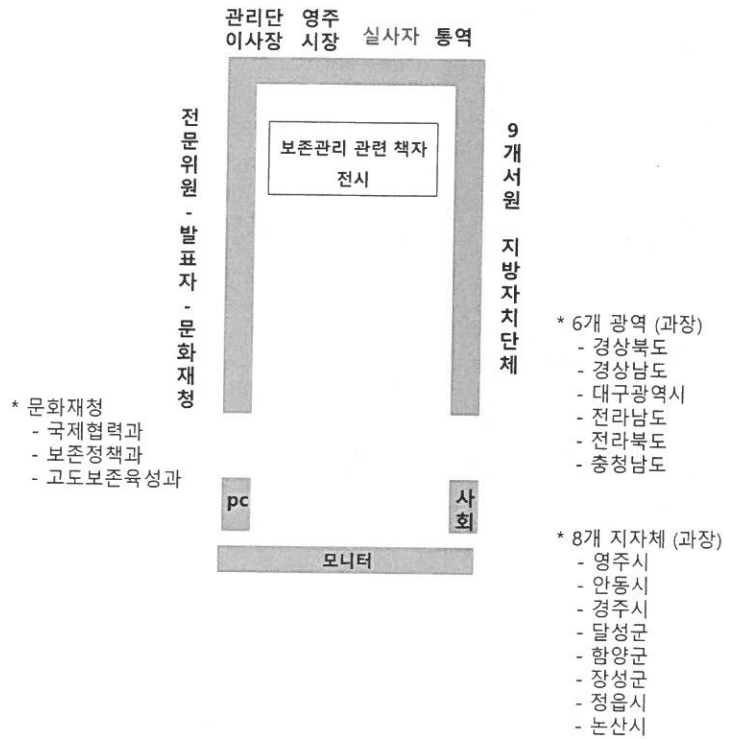 관리단 영주
이사장 시장 실사자 통역
전문위원 - 발표자 - 문화재청
보존관리 관련 책자
전시
9개서원 지방자치단체
* 문화재청
- 국제협력과
- 보존정책과
- 고도보존육성과
* 6개 광역 (과장)
- 경상북도
- 경상남도
- 대구광역시
- 전라남도
- 전라북도
- 충청남도
pc
사회
모니터
* 8개 지자체 (과장)
- 영주시
- 안동시
- 경주시
- 달성군
- 함양군
- 장성군
- 정읍시
- 논산시